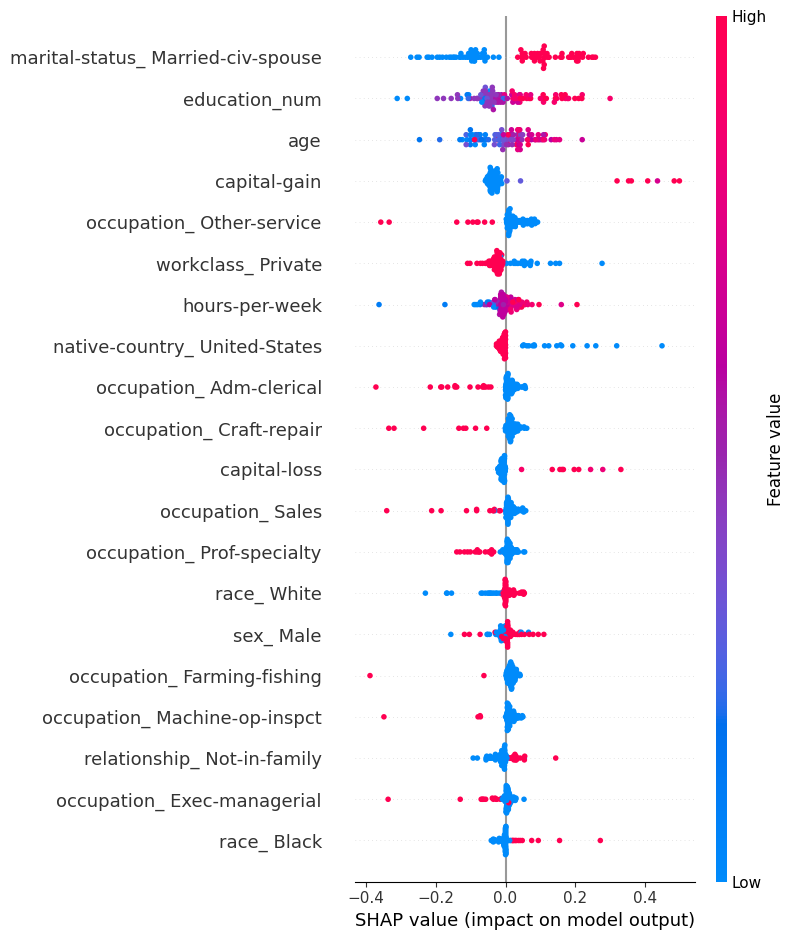 High
marital-status_ Married-civ-spouse
education_num
age
capital-gain
occupation_ Other-service
workclass_ Private
hours-per-week
native-country_ United-States
occupation_ Adm-clerical
occupation_ Craft-repair
capital-loss
occupation_ Sales
occupation_ Prof-specialty
race_ White
sex_ Male
occupation_ Farming-fishing
occupation_ Machine-op-inspct
relationship_ Not-in-family
occupation_ Exec-managerial
race_ Black
Feature value
Low
−0.4 −0.2 0.0 0.2 0.4
SHAP value (impact on model output)